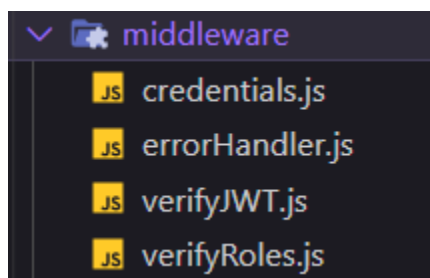 middleware
JS credentials.js
JS errorHandler.js
JS verifyJWT.js
JS verifyRoles.js